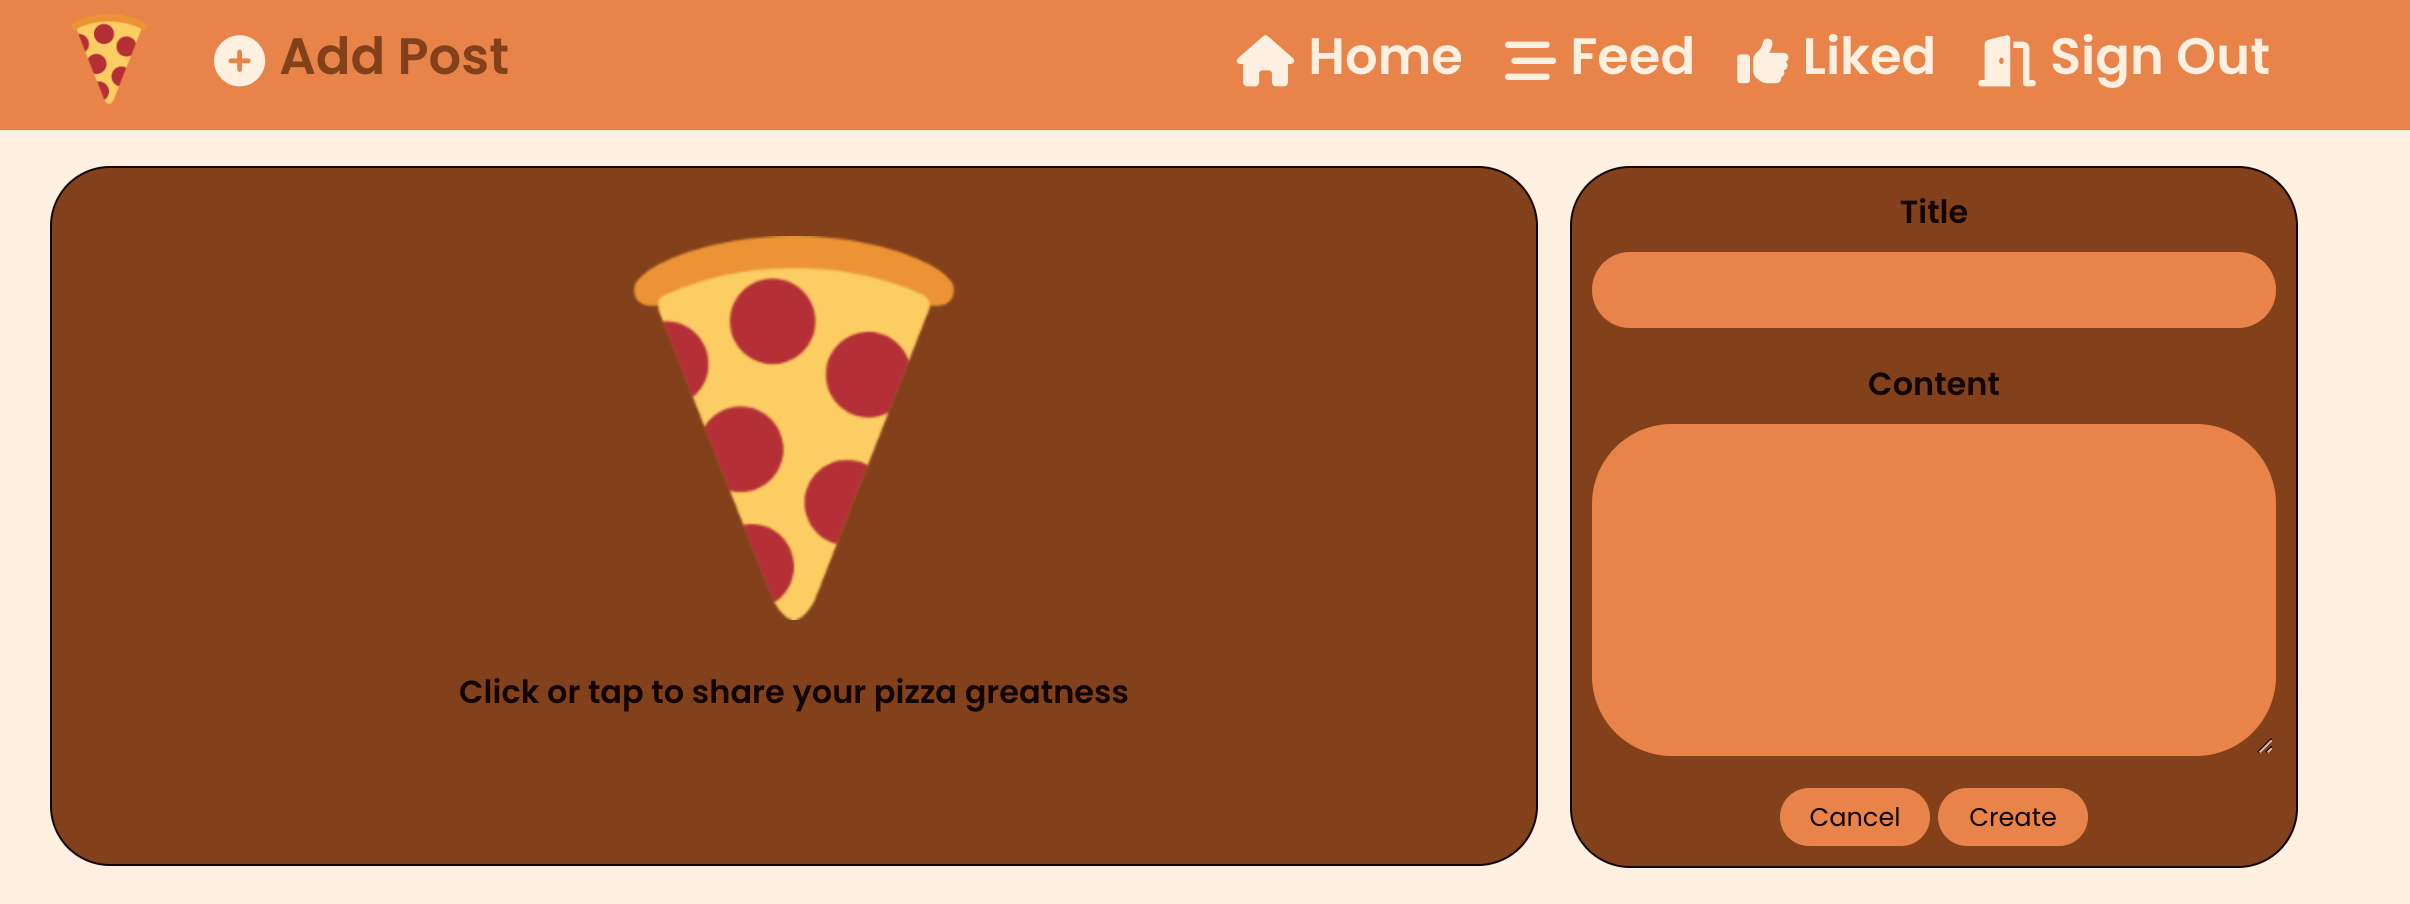 Add Post
Home
Feed
Liked
Sign Out
Click or tap to share your pizza greatness
Title
Content
Cancel
Create